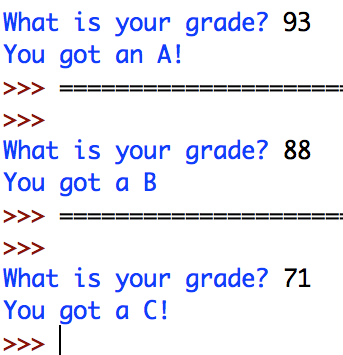 What is your grade? 93
You got an A!
>>> ====================
>>>
What is your grade? 88
You got a B
>>> ====================
>>>
What is your grade? 71
You got a C!
>>>